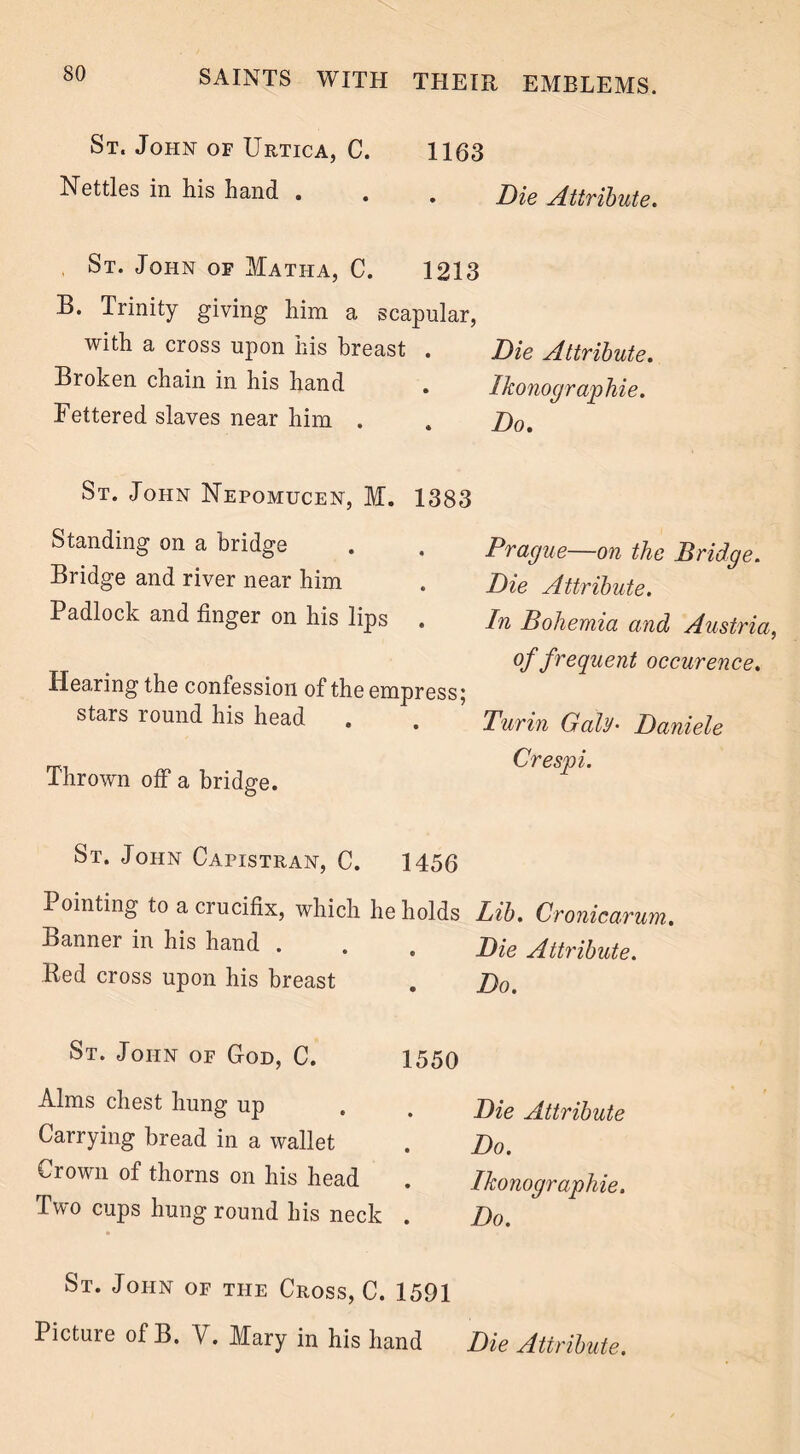 80 SAINTS WITH THEIR EMBLEMS.
St. John of Urtica, C. 1163
Nettles in his hand . . . Die Attribute.
St. John of Matha, C. 1213
B. Trinity giving him a scapular,
with a cross upon his breast . Die Attribute.
Broken chain in his hand . Ikonographie.
Fettered slaves near him . . Do.
St. John Nepomucen, M. 1383
Standing on a bridge . . Prague—on the Bridge.
Bridge and river near him . Die Attribute.
Padlock and finger on his lips . In Bohemia and Austria,
of frequent occurence.
Hearing the confession of the empress;
stars round his head . . Turin Galy. Daniele
Crespi.
Thrown off a bridge.
St. John Capistran, C. 1456
Pointing to a crucifix, which he holds Lib. Cronicarum.
Banner in his hand . . . Die Attribute.
Red cross upon his breast . Do.
St. John of God, C. 1550
Alms chest hung up . . Die Attribute
Carrying bread in a wallet . Do.
Crown of thorns on his head . Ikonographie.
Two cups hung round his neck . Do.
St. John of the Cross, C. 1591
Picture of B. V. Mary in his hand Die Attribute.